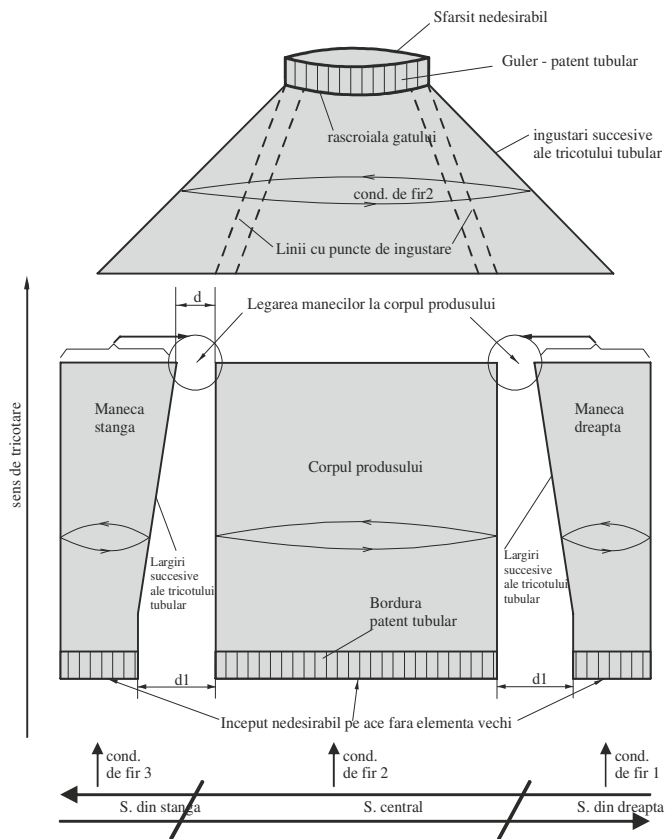 Sfarsit nedesirabil
Guler - patent tubular
rascroiala gatului
ingustari succesive
ale tricotului tubular
cond. de fir2
Linii cu puncte de ingustare
d
Legarea manecilor la corpul produsului
Maneca
stanga
Maneca
dreapta
sens de tricotare
Corpul produsului
Largiri
succesive
ale tricotului
tubular
Largiri
succesive
ale tricotului
tubular
Bordura
patent tubular
d1
d1
Inceput nedesirabil pe ace fara elementa vechi
cond.
de fir 3
cond.
de fir 2
cond.
de fir 1
S. din stanga
S. central
S. din dreapta